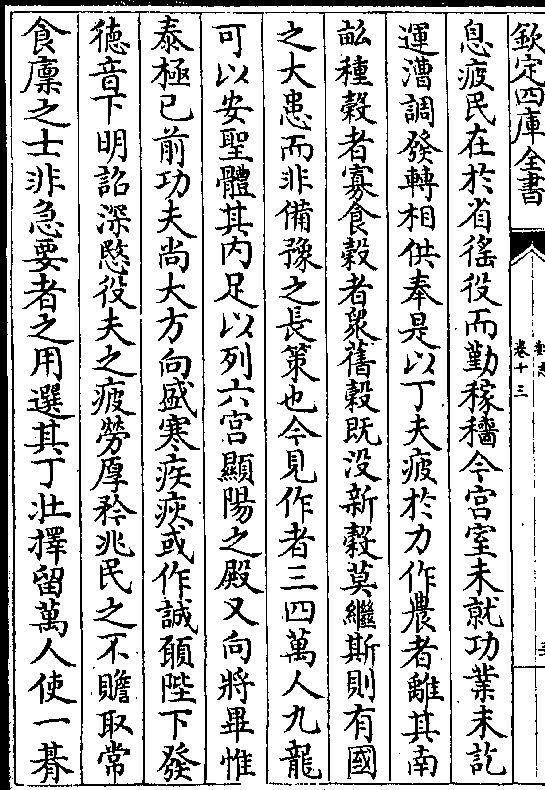 欽定四庫全書
卷十三
息疲民在於省徭役而勤稼穡今宮室未就功業未訖
運漕調發轉相供奉是以丁夫疲於力作農者離其南
畝種穀者寡食穀者衆舊穀既没新穀莫繼斯則有國
之大患而非備豫之長策也今見作者三四萬人九龍
可以安聖體其内足以列六宫顯陽之殿又向將畢惟
泰極已前功夫尚大方向盛寒疾疢或作誠願陛下發
德音下明詔深愍役夫之疲勞厚矜兆民之不贍取常
食廪之士非急要者之用選其丁壯擇留萬人使一朞